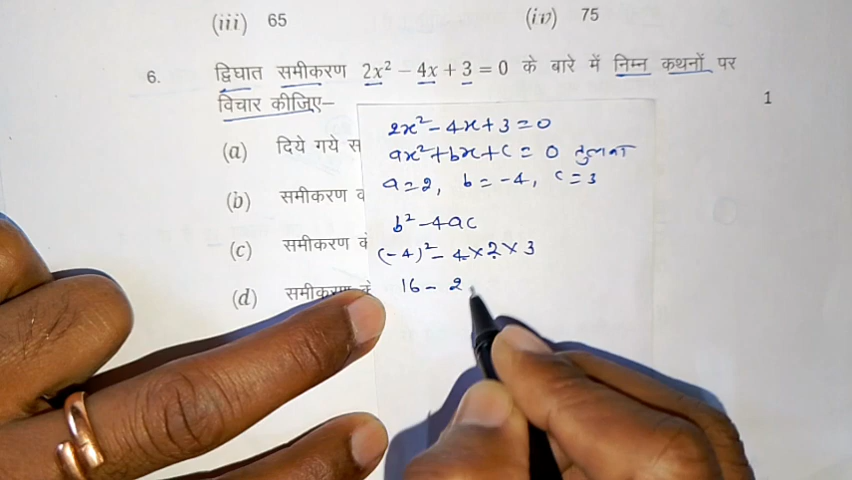 (iii) 65 (iv) 75
6. द्विघात समीकरण 2x² − 4x + 3 = 0 के बारे में निम्न कथनों पर
विचार कीजिए– 1
2x² − 4x + 3 = 0
(a) दिये गये स
ax² + bx + c = 0 तुलना
a = 2, b = −4, c = 3
(b) समीकरण
b² − 4ac
(c) समीकरण
(−4)² − 4 × 2 × 3
(d) समीकरण
16 − 2